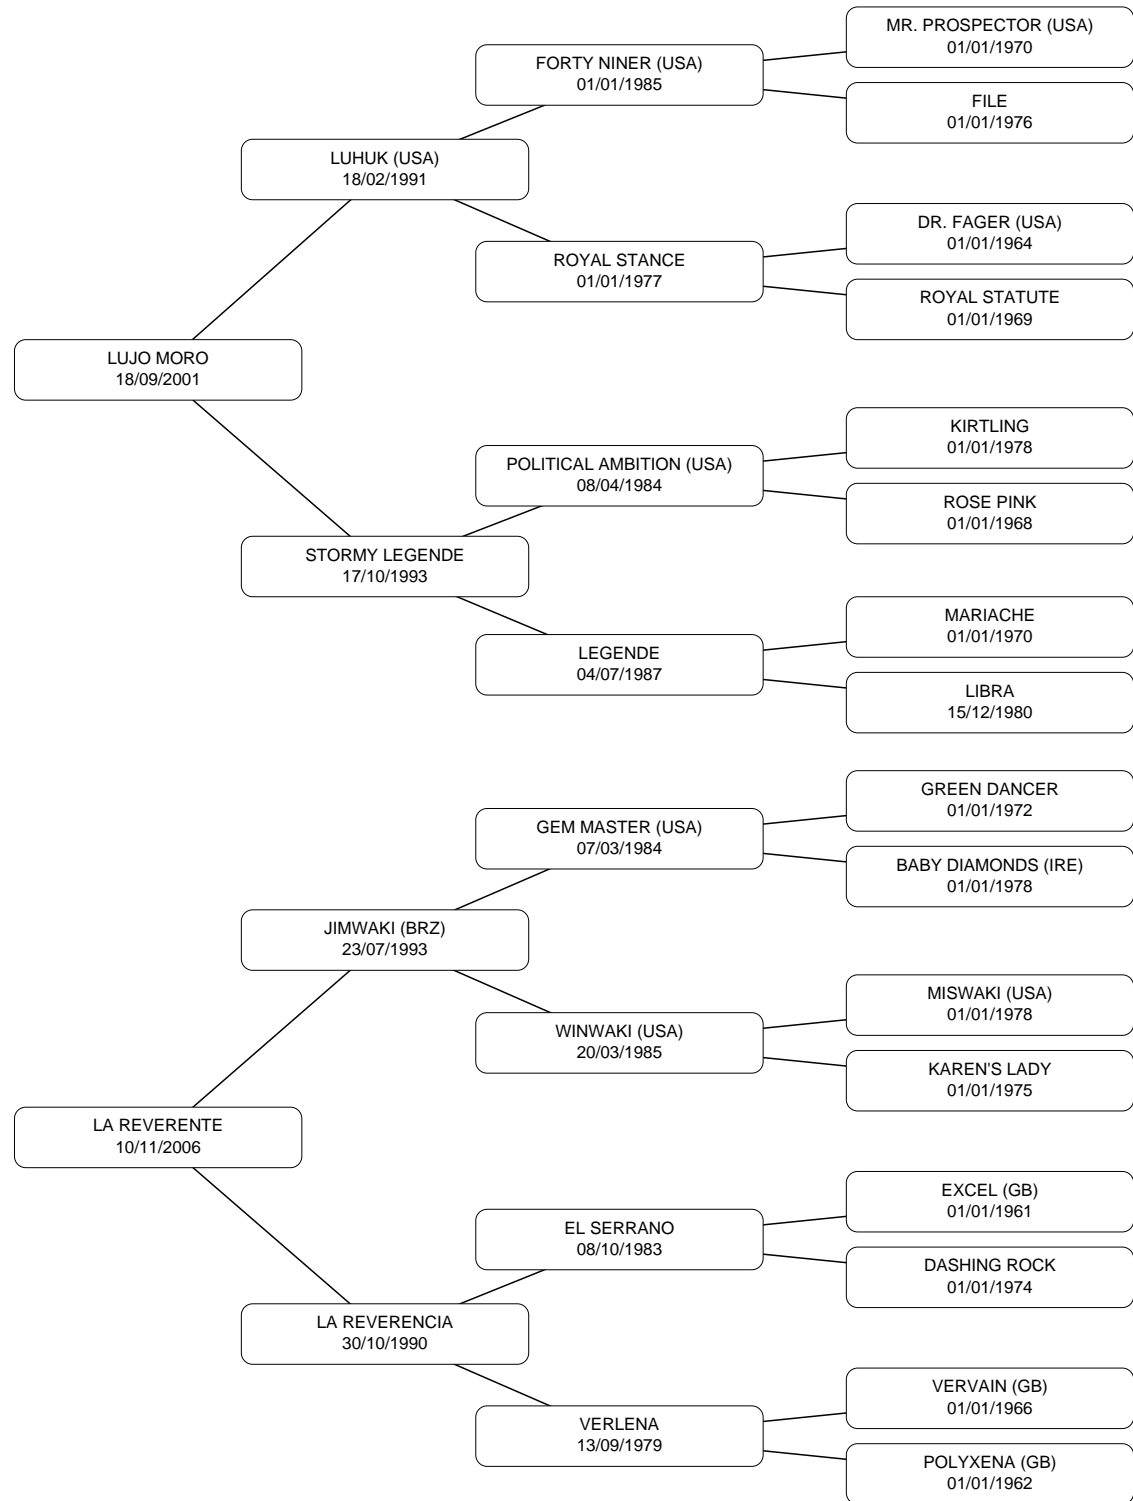 MR. PROSPECTOR (USA)
01/01/1970
FORTY NINER (USA)
01/01/1985
FILE
01/01/1976
LUHUK (USA)
18/02/1991
DR. FAGER (USA)
01/01/1964
ROYAL STANCE
01/01/1977
ROYAL STATUTE
01/01/1969
LUJO MORO
18/09/2001
KIRTLING
01/01/1978
POLITICAL AMBITION (USA)
08/04/1984
ROSE PINK
01/01/1968
STORMY LEGENDE
17/10/1993
MARIACHE
01/01/1970
LEGENDE
04/07/1987
LIBRA
15/12/1980
GREEN DANCER
01/01/1972
GEM MASTER (USA)
07/03/1984
BABY DIAMONDS (IRE)
01/01/1978
JIMWAKI (BRZ)
23/07/1993
MISWAKI (USA)
01/01/1978
WINWAKI (USA)
20/03/1985
KAREN'S LADY
01/01/1975
LA REVERENTE
10/11/2006
EXCEL (GB)
01/01/1961
EL SERRANO
08/10/1983
DASHING ROCK
01/01/1974
LA REVERENCIA
30/10/1990
VERVAIN (GB)
01/01/1966
VERLENA
13/09/1979
POLYXENA (GB)
01/01/1962